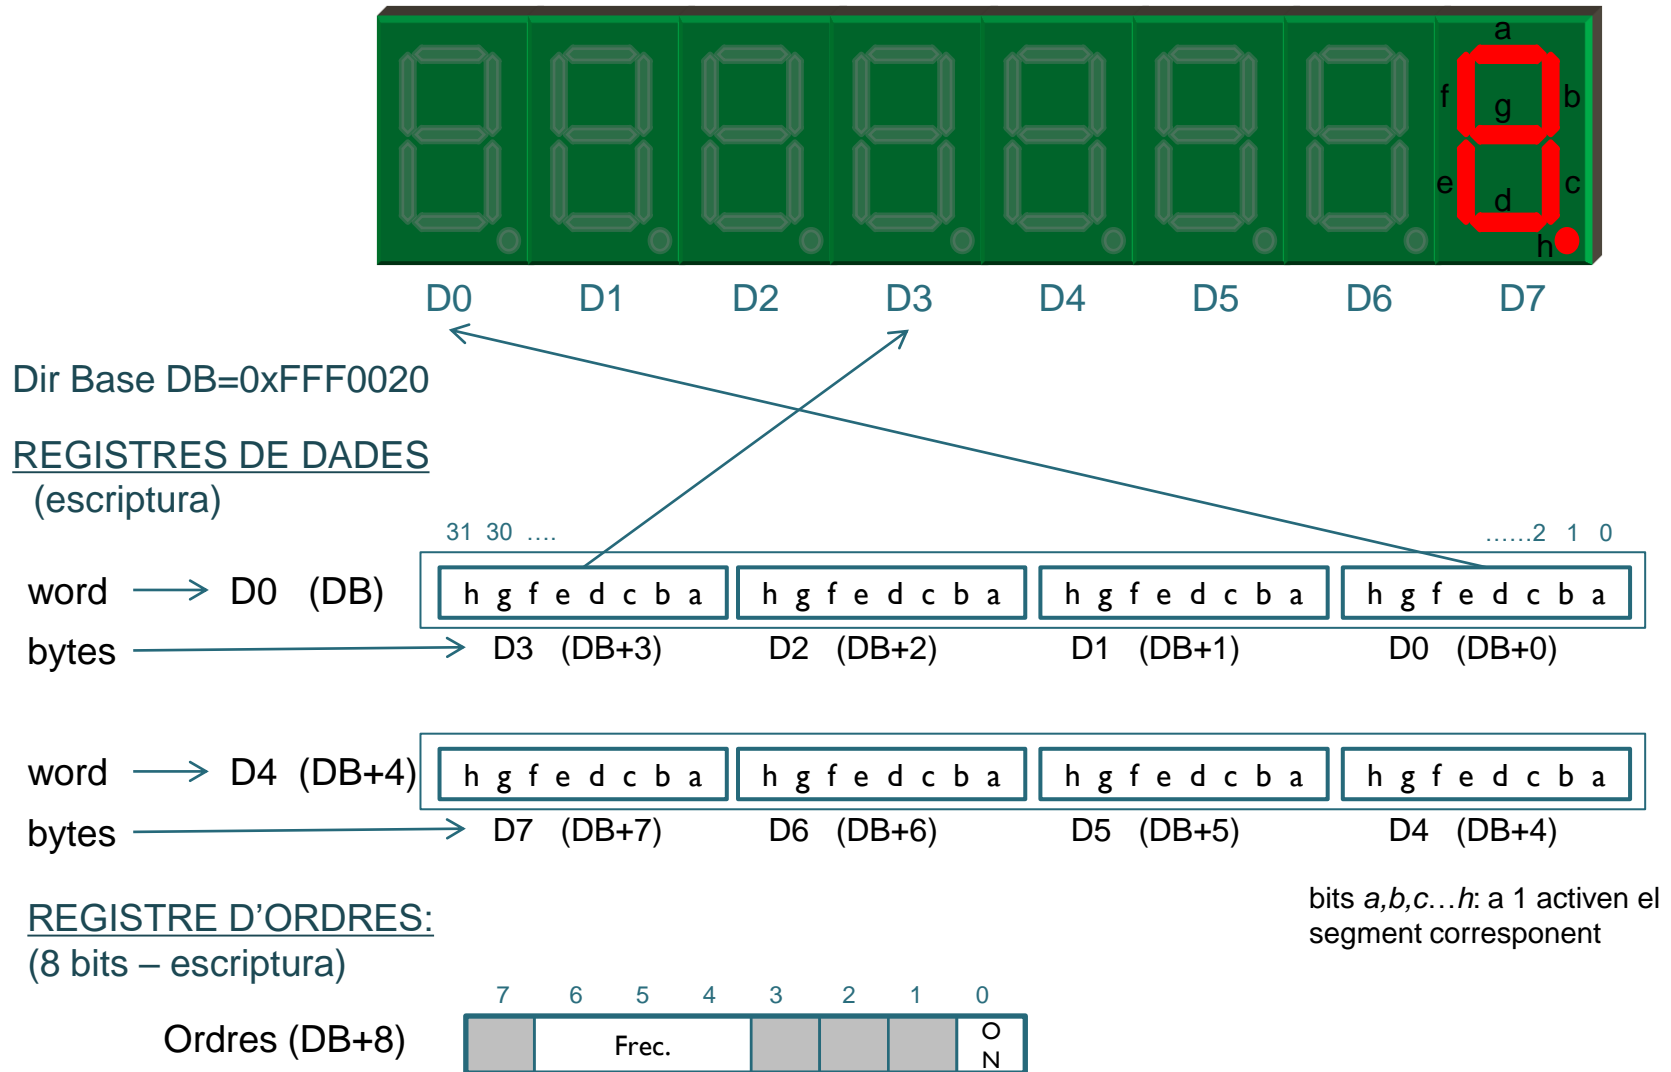 a
f g b
e d c
h
D0 D1 D2 D3 D4 D5 D6 D7
Dir Base DB=0xFFF0020
REGISTRES DE DADES
(escriptura)
31 30 .... ......2 1 0
word D0 (DB) h g f e d c b a h g f e d c b a h g f e d c b a h g f e d c b a
bytes D3 (DB+3) D2 (DB+2) D1 (DB+1) D0 (DB+0)
word D4 (DB+4) h g f e d c b a h g f e d c b a h g f e d c b a h g f e d c b a
bytes D7 (DB+7) D6 (DB+6) D5 (DB+5) D4 (DB+4)
bits a,b,c…h: a 1 activen el
segment corresponent
REGISTRE D’ORDRES:
(8 bits – escriptura)
7 6 5 4 3 2 1 0
Ordres (DB+8) Frec. O
N